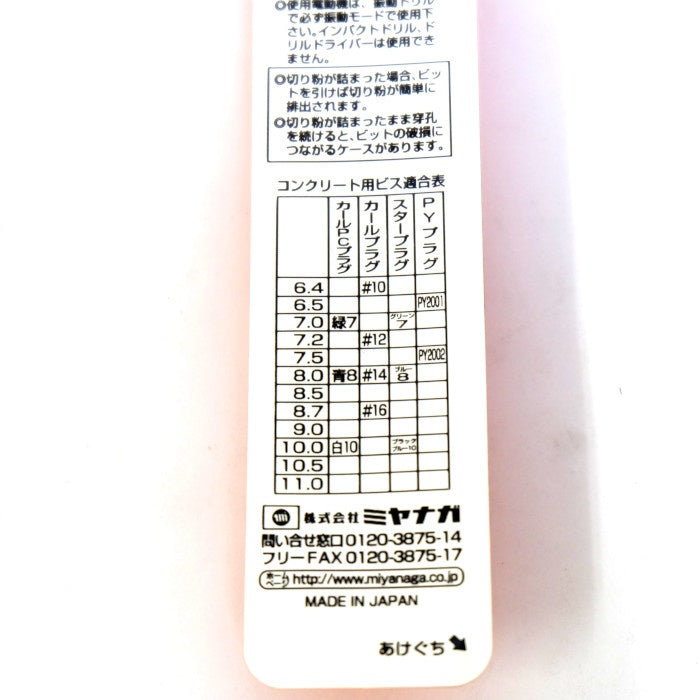 ◎使用電動機は、振動ドリル
で必ず振動モードで使用下
さい。インパクトドリル、ド
リルドライバーは使用でき
ません。
◎切り粉が詰まった場合、ビッ
トを引けば切り粉が簡単に
排出されます。
◎切り粉が詰まったまま穿孔
を続けると、ビットの破損に
つながるケースがあります。
コンクリート用ビス適合表
カールPCプラグ カールプラグ スタープラグ PYプラグ
6.4 #10
6.5 PY2001
7.0 緑7 グリーン7
7.2 #12
7.5 PY2002
8.0 青8 #14 ブルー8
8.5
8.7 #16
9.0
10.0 白10 ブラックブルー10
10.5
11.0
株式会社 ミヤナガ
問い合せ窓口0120-3875-14
フリーFAX 0120-3875-17
ホームページ http://www.miyanaga.co.jp
MADE IN JAPAN
あけぐち